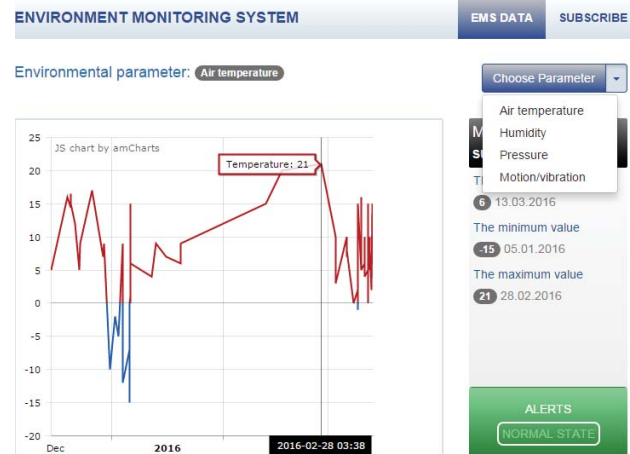 ENVIRONMENT MONITORING SYSTEM
EMS DATA
SUBSCRIBE
Environmental parameter: Air temperature
Choose Parameter
Air temperature
Humidity
Pressure
Motion/vibration
JS chart by amCharts
Temperature: 21
25
20
15
10
5
0
-5
-10
-15
-20
Dec
2016
2016-02-28 03:38
6 13.03.2016
The minimum value
-15 05.01.2016
The maximum value
21 28.02.2016
ALERTS
NORMAL STATE